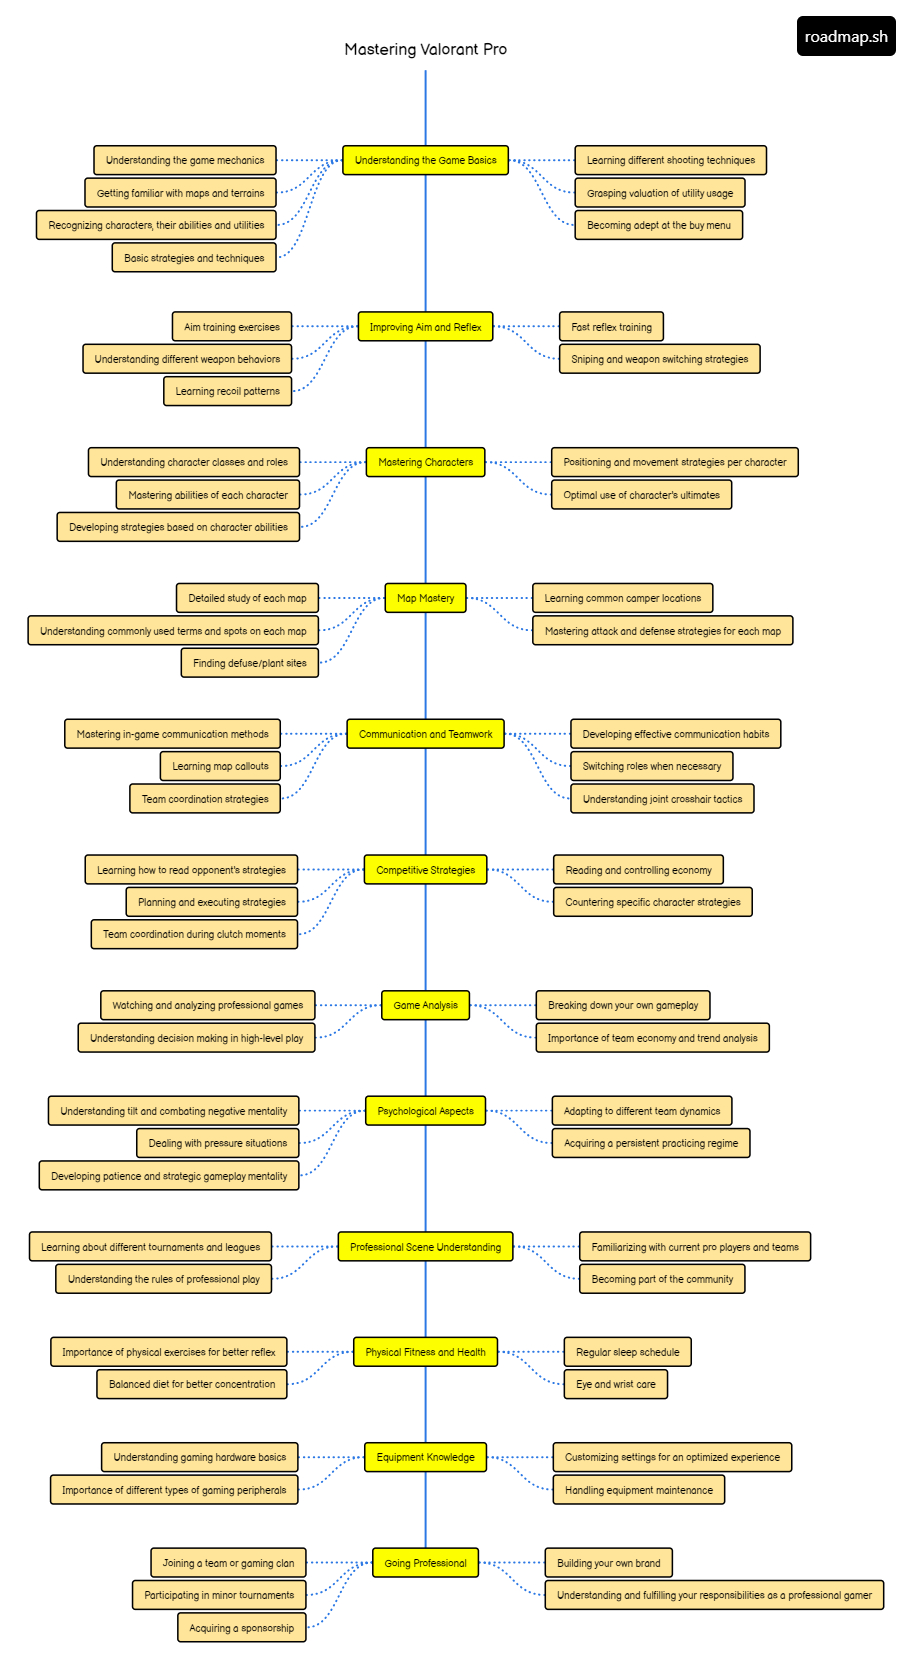 roadmap.sh
Mastering Valorant Pro
Understanding the Game Basics
Understanding the game mechanics
Getting familiar with maps and terrains
Recognizing characters, their abilities and utilities
Basic strategies and techniques
Learning different shooting techniques
Grasping valuation of utility usage
Becoming adept at the buy menu
Improving Aim and Reflex
Aim training exercises
Understanding different weapon behaviors
Learning recoil patterns
Fast reflex training
Sniping and weapon switching strategies
Mastering Characters
Understanding character classes and roles
Mastering abilities of each character
Developing strategies based on character abilities
Positioning and movement strategies per character
Optimal use of character's ultimates
Map Mastery
Detailed study of each map
Understanding commonly used terms and spots on each map
Finding defuse/plant sites
Learning common camper locations
Mastering attack and defense strategies for each map
Communication and Teamwork
Mastering in-game communication methods
Learning map callouts
Team coordination strategies
Developing effective communication habits
Switching roles when necessary
Understanding joint crosshair tactics
Competitive Strategies
Learning how to read opponent's strategies
Planning and executing strategies
Team coordination during clutch moments
Reading and controlling economy
Countering specific character strategies
Game Analysis
Watching and analyzing professional games
Understanding decision making in high-level play
Breaking down your own gameplay
Importance of team economy and trend analysis
Psychological Aspects
Understanding tilt and combating negative mentality
Dealing with pressure situations
Developing patience and strategic gameplay mentality
Adapting to different team dynamics
Acquiring a persistent practicing regime
Professional Scene Understanding
Learning about different tournaments and leagues
Understanding the rules of professional play
Familiarizing with current pro players and teams
Becoming part of the community
Physical Fitness and Health
Importance of physical exercises for better reflex
Balanced diet for better concentration
Regular sleep schedule
Eye and wrist care
Equipment Knowledge
Understanding gaming hardware basics
Importance of different types of gaming peripherals
Customizing settings for an optimized experience
Handling equipment maintenance
Going Professional
Joining a team or gaming clan
Participating in minor tournaments
Acquiring a sponsorship
Building your own brand
Understanding and fulfilling your responsibilities as a professional gamer